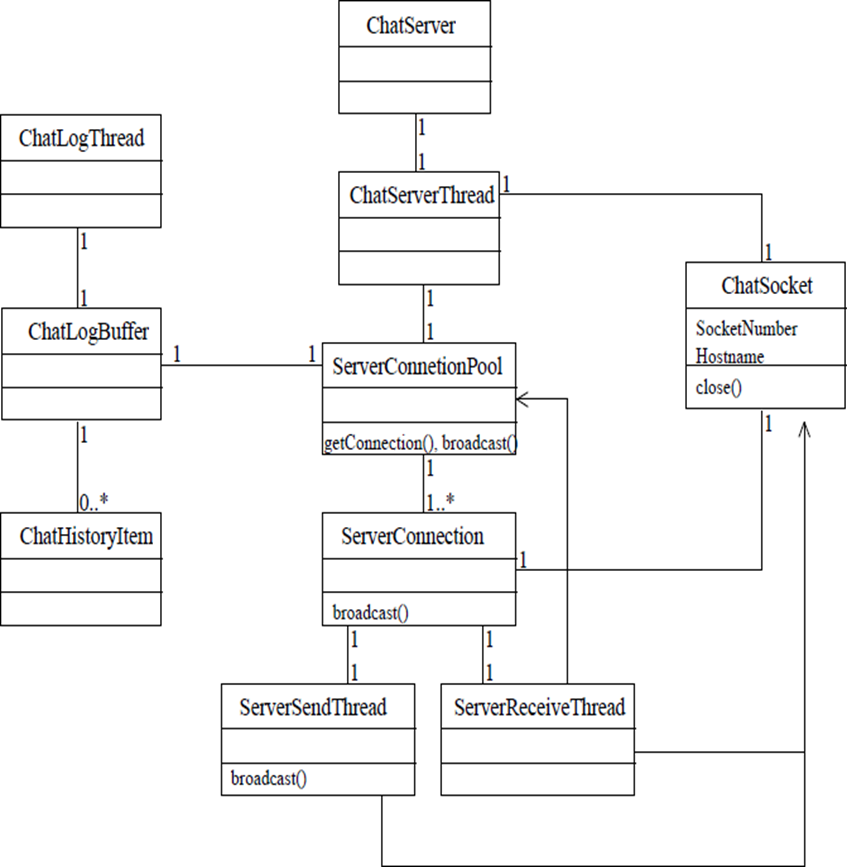 ChatServer
1
1
ChatLogThread
ChatServerThread
1
1
1
1
ChatSocket
SocketNumber
Hostname
close()
1
1
1
ChatLogBuffer
1
1
ServerConnetionPool
getConnection(), broadcast()
1
1
0..*
1
1..*
ChatHistoryItem
ServerConnection
broadcast()
1
1
1
1
1
ServerSendThread
broadcast()
ServerReceiveThread